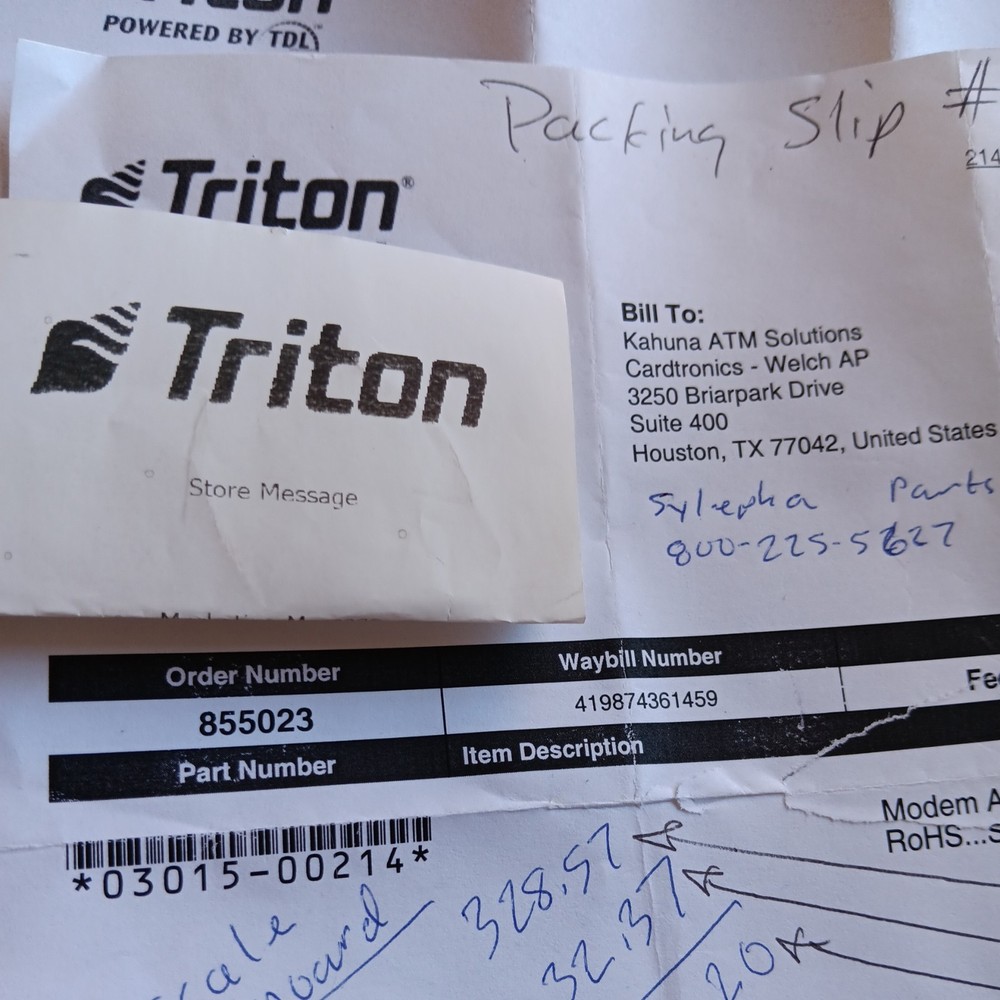 POWERED BY TDL
Packing Slip #
214
Triton®
Triton
Store Message
Bill To:
Kahuna ATM Solutions
Cardtronics - Welch AP
3250 Briarpark Drive
Suite 400
Houston, TX 77042, United States
Parts
800-225-5627
Order Number
Waybill Number
855023
419874361459
Fe
Part Number
Item Description
Modem A
RoHS...S
*03015-00214*
328.57
32.37
20